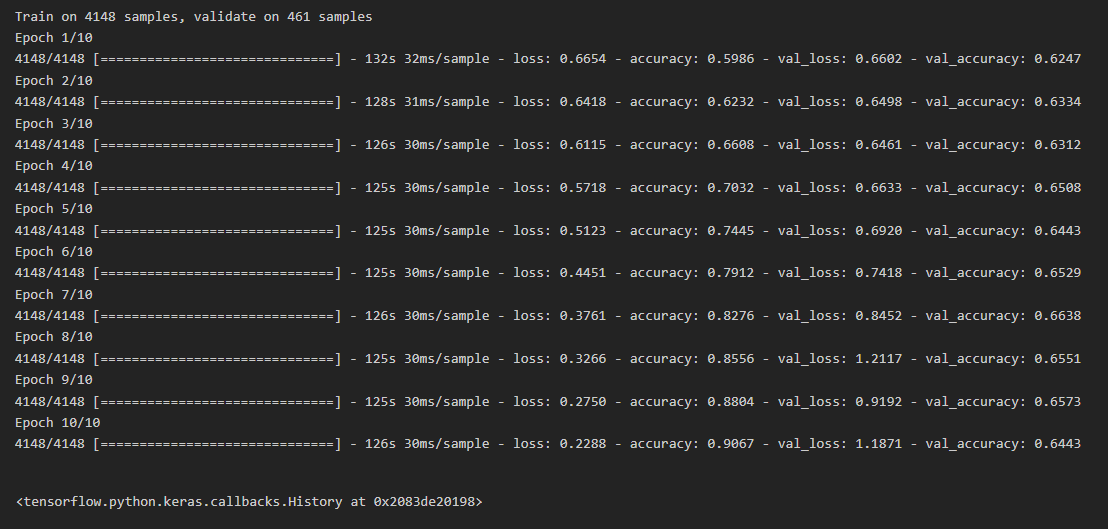 Train on 4148 samples, validate on 461 samples
Epoch 1/10
4148/4148 [==============================] - 132s 32ms/sample - loss: 0.6654 - accuracy: 0.5986 - val_loss: 0.6602 - val_accuracy: 0.6247
Epoch 2/10
4148/4148 [==============================] - 128s 31ms/sample - loss: 0.6418 - accuracy: 0.6232 - val_loss: 0.6498 - val_accuracy: 0.6334
Epoch 3/10
4148/4148 [==============================] - 126s 30ms/sample - loss: 0.6115 - accuracy: 0.6608 - val_loss: 0.6461 - val_accuracy: 0.6312
Epoch 4/10
4148/4148 [==============================] - 125s 30ms/sample - loss: 0.5718 - accuracy: 0.7032 - val_loss: 0.6633 - val_accuracy: 0.6508
Epoch 5/10
4148/4148 [==============================] - 125s 30ms/sample - loss: 0.5123 - accuracy: 0.7445 - val_loss: 0.6920 - val_accuracy: 0.6443
Epoch 6/10
4148/4148 [==============================] - 125s 30ms/sample - loss: 0.4451 - accuracy: 0.7912 - val_loss: 0.7418 - val_accuracy: 0.6529
Epoch 7/10
4148/4148 [==============================] - 126s 30ms/sample - loss: 0.3761 - accuracy: 0.8276 - val_loss: 0.8452 - val_accuracy: 0.6638
Epoch 8/10
4148/4148 [==============================] - 125s 30ms/sample - loss: 0.3266 - accuracy: 0.8556 - val_loss: 1.2117 - val_accuracy: 0.6551
Epoch 9/10
4148/4148 [==============================] - 125s 30ms/sample - loss: 0.2750 - accuracy: 0.8804 - val_loss: 0.9192 - val_accuracy: 0.6573
Epoch 10/10
4148/4148 [==============================] - 126s 30ms/sample - loss: 0.2288 - accuracy: 0.9067 - val_loss: 1.1871 - val_accuracy: 0.6443
<tensorflow.python.keras.callbacks.History at 0x2083de20198>